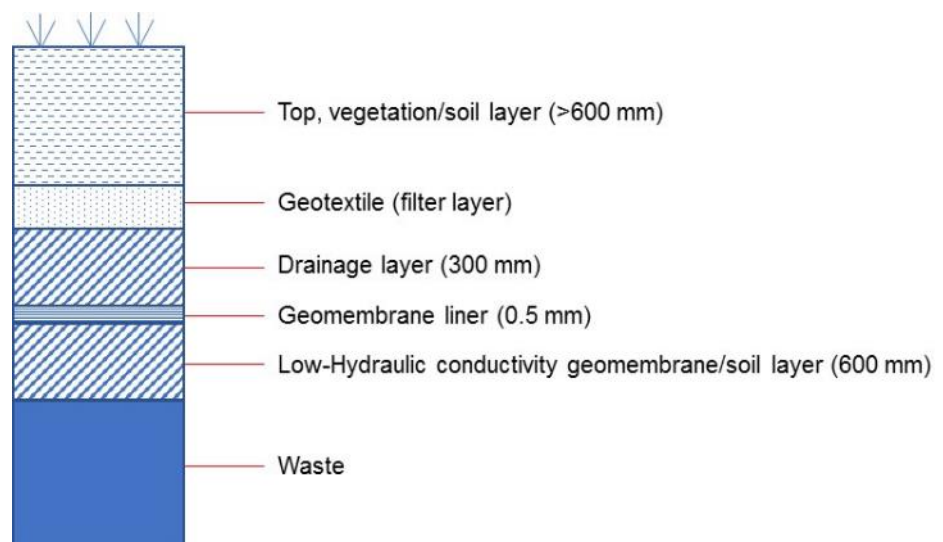 Top, vegetation/soil layer (>600 mm)
Geotextile (filter layer)
Drainage layer (300 mm)
Geomembrane liner (0.5 mm)
Low-Hydraulic conductivity geomembrane/soil layer (600 mm)
Waste